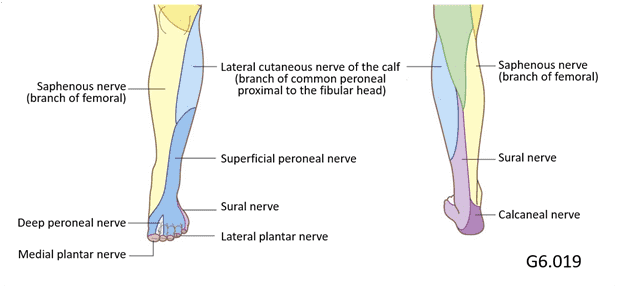 Saphenous nerve
(branch of femoral)
Lateral cutaneous nerve of the calf
(branch of common peroneal
proximal to the fibular head)
Superficial peroneal nerve
Sural nerve
Deep peroneal nerve
Lateral plantar nerve
Medial plantar nerve
Saphenous nerve
(branch of femoral)
Sural nerve
Calcaneal nerve
G6.019